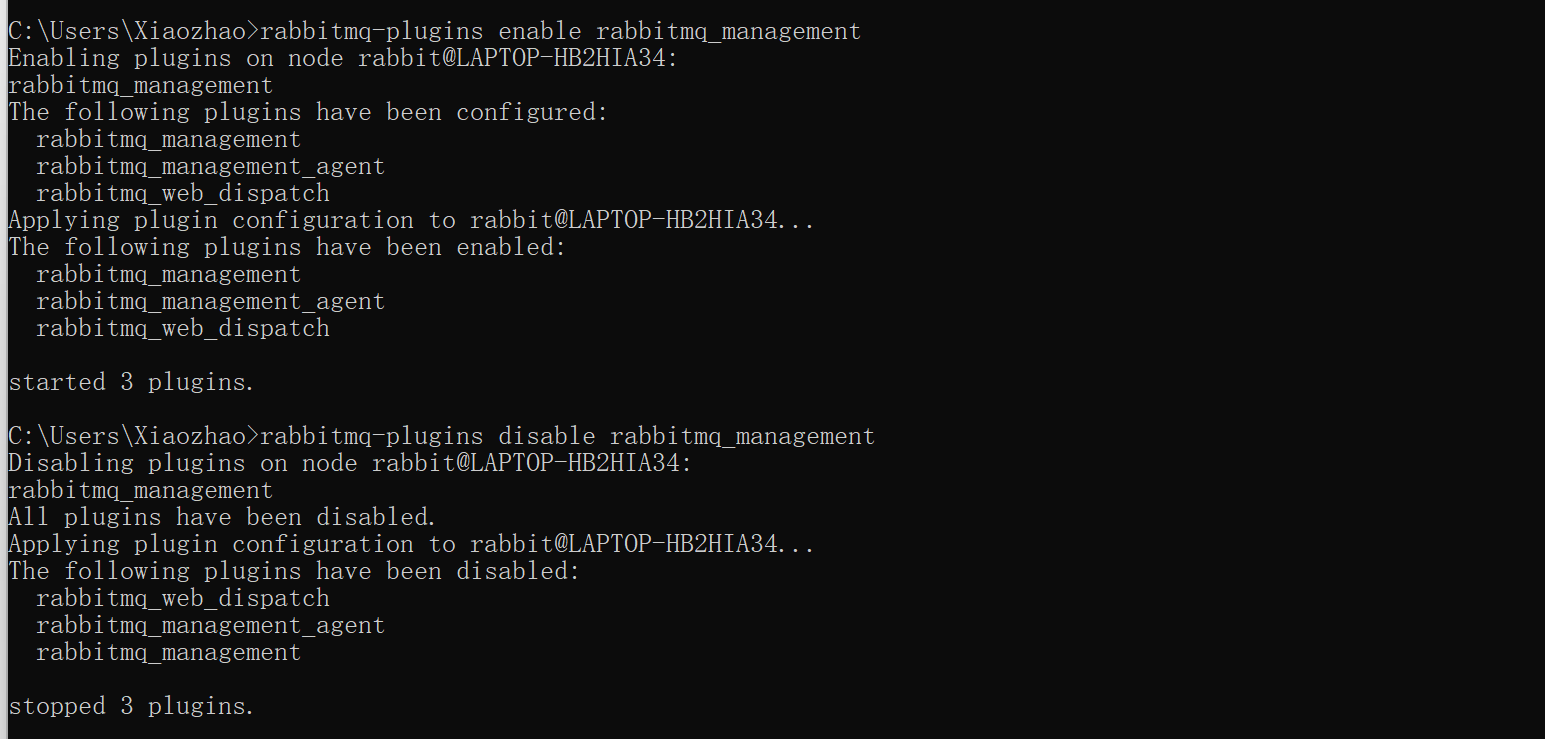 C:\Users\Xiaozhao>rabbitmq-plugins enable rabbitmq_management
Enabling plugins on node rabbit@LAPTOP-HB2HIA34:
rabbitmq_management
The following plugins have been configured:
  rabbitmq_management
  rabbitmq_management_agent
  rabbitmq_web_dispatch
Applying plugin configuration to rabbit@LAPTOP-HB2HIA34...
The following plugins have been enabled:
  rabbitmq_management
  rabbitmq_management_agent
  rabbitmq_web_dispatch
started 3 plugins.
C:\Users\Xiaozhao>rabbitmq-plugins disable rabbitmq_management
Disabling plugins on node rabbit@LAPTOP-HB2HIA34:
rabbitmq_management
All plugins have been disabled.
Applying plugin configuration to rabbit@LAPTOP-HB2HIA34...
The following plugins have been disabled:
  rabbitmq_web_dispatch
  rabbitmq_management_agent
  rabbitmq_management
stopped 3 plugins.